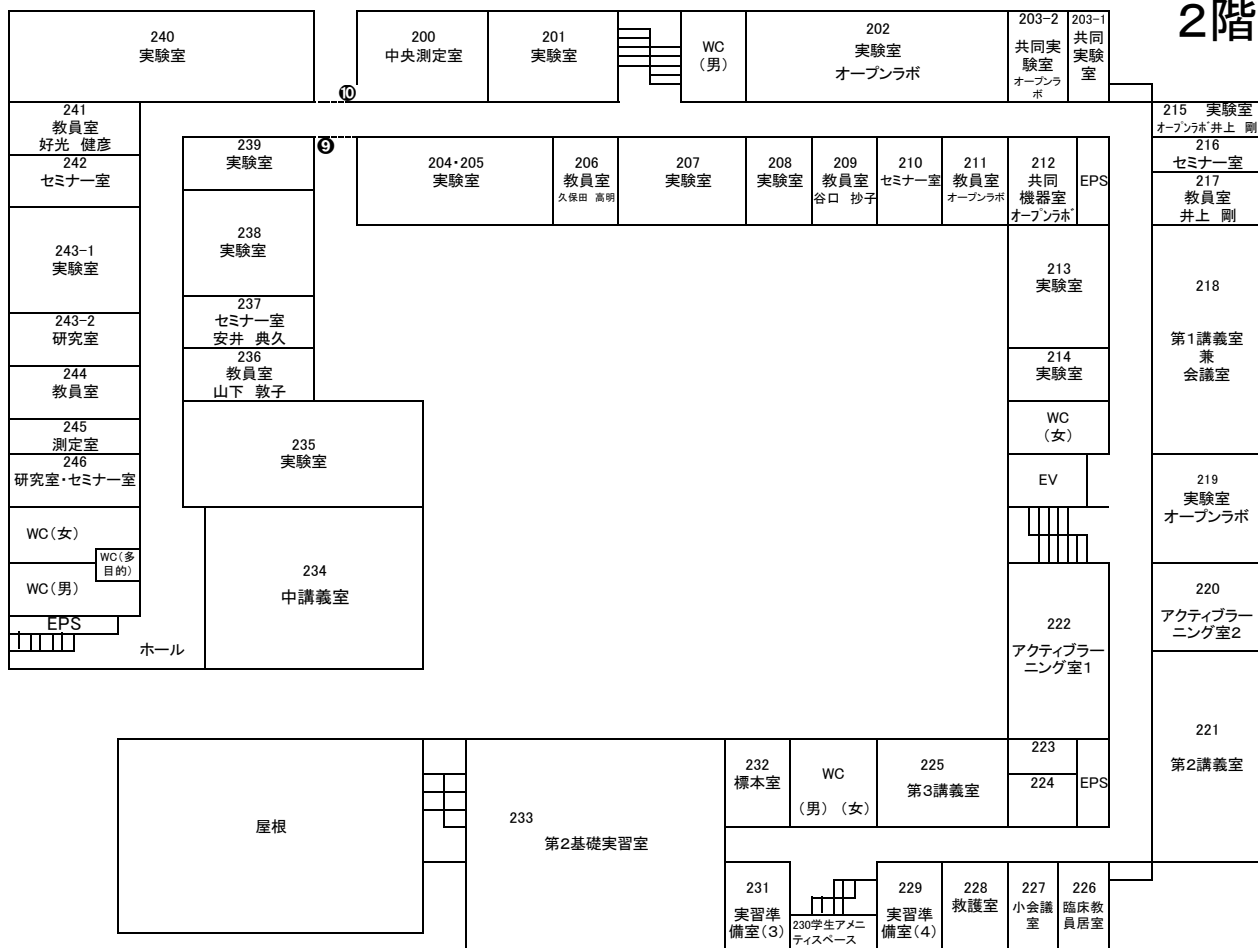 2階
240
実験室
200
中央測定室
201
実験室
WC
(男)
202
実験室
オープンラボ
203-2
共同実
験室
オープンラ
ボ
203-1
共同
実験
室
❿
❾
241
教員室
好光 健彦
242
セミナー室
243-1
実験室
243-2
研究室
244
教員室
245
測定室
246
研究室・セミナー室
WC(女)
WC(多
目的)
WC(男)
EPS
ホール
239
実験室
238
実験室
237
セミナー室
安井 典久
236
教員室
山下 敦子
235
実験室
234
中講義室
204・205
実験室
206
教員室
久保田 高明
207
実験室
208
実験室
209
教員室
谷口 抄子
210
セミナー室
211
教員室
オープンラボ
212
共同
機器室
オープンラボ
EPS
213
実験室
214
実験室
WC
(女)
EV
222
アクティブラー
ニング室1
223
224
EPS
215 実験室
オープンラボ井上 剛
216
セミナー室
217
教員室
井上 剛
218
第1講義室
兼
会議室
219
実験室
オープンラボ
220
アクティブラー
ニング室2
221
第2講義室
屋根
233
第2基礎実習室
232
標本室
WC
(男) (女)
225
第3講義室
231
実習準
備室(3)
230学生アメニ
ティスペース
229
実習準
備室(4)
228
救護室
227
小会議
室
226
臨床教
員居室